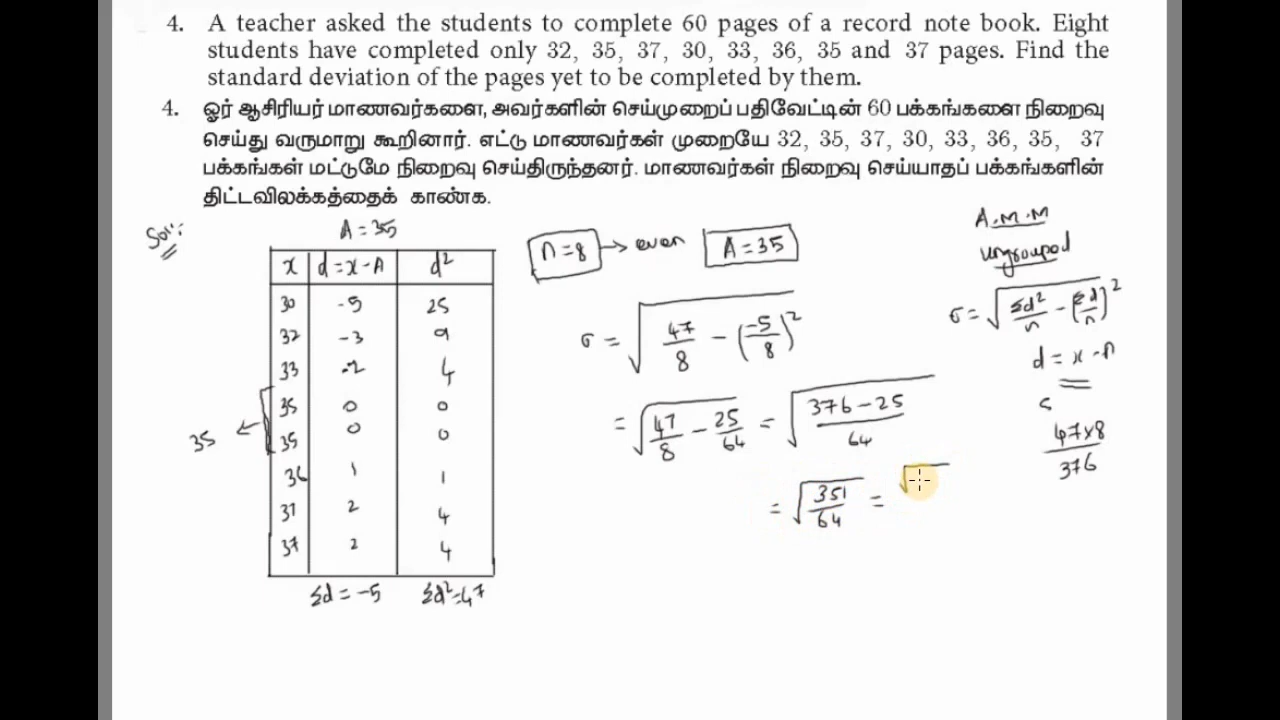 4. A teacher asked the students to complete 60 pages of a record note book. Eight
students have completed only 32, 35, 37, 30, 33, 36, 35 and 37 pages. Find the
standard deviation of the pages yet to be completed by them.
4. ஓர் ஆசிரியர் மாணவர்களை, அவர்களின் செய்முறைப் பதிவேட்டின் 60 பக்கங்களை நிறைவு
செய்து வருமாறு கூறினார். எட்டு மாணவர்கள் முறையே 32, 35, 37, 30, 33, 36, 35, 37
பக்கங்கள் மட்டுமே நிறைவு செய்திருந்தனர். மாணவர்கள் நிறைவு செய்யாதப் பக்கங்களின்
திட்டவிலக்கத்தைக் காண்க.
Soln:
A = 35
x d = x - A d²
30 -5 25
32 -3 9
33 -2 4
35 0 0
35 0 0
36 1 1
37 2 4
37 2 4
Σd = -5 Σd² = 47
35 ←
n = 8 → even A = 35
σ = √(47/8 - (-5/8)²)
= √(47/8 - 25/64) = √((376 - 25)/64)
= √(351/64) = √
A.M.M
ungrouped
σ = √(Σd²/n - (Σd/n)²)
d = x - A
5
47×8
376